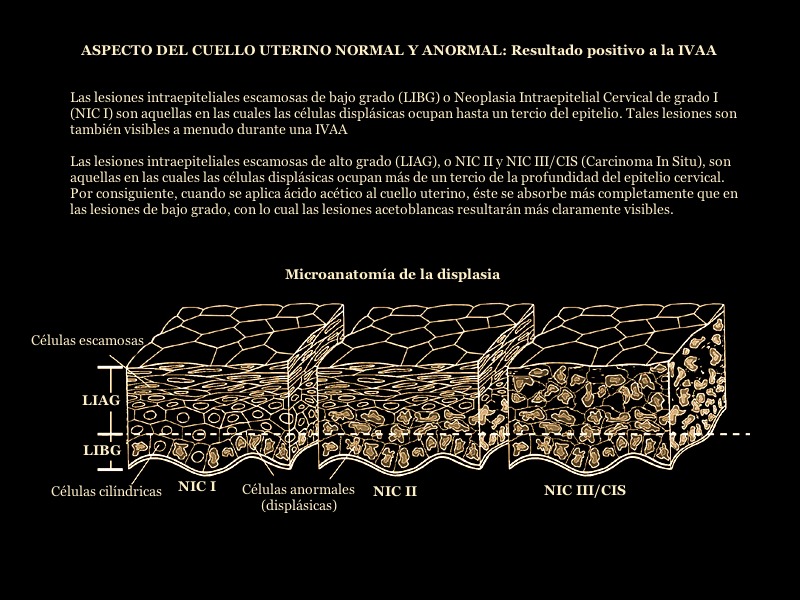 ASPECTO DEL CUELLO UTERINO NORMAL Y ANORMAL: Resultado positivo a la IVAA
Las lesiones intraepiteliales escamosas de bajo grado (LIBG) o Neoplasia Intraepitelial Cervical de grado I
(NIC I) son aquellas en las cuales las células displásicas ocupan hasta un tercio del epitelio. Tales lesiones son
también visibles a menudo durante una IVAA
Las lesiones intraepiteliales escamosas de alto grado (LIAG), o NIC II y NIC III/CIS (Carcinoma In Situ), son
aquellas en las cuales las células displásicas ocupan más de un tercio de la profundidad del epitelio cervical.
Por consiguiente, cuando se aplica ácido acético al cuello uterino, éste se absorbe más completamente que en
las lesiones de bajo grado, con lo cual las lesiones acetoblancas resultarán más claramente visibles.
Microanatomía de la displasia
Células escamosas
LIAG
LIBG
Células cilíndricas
NIC I
Células anormales
(displásicas)
NIC II
NIC III/CIS